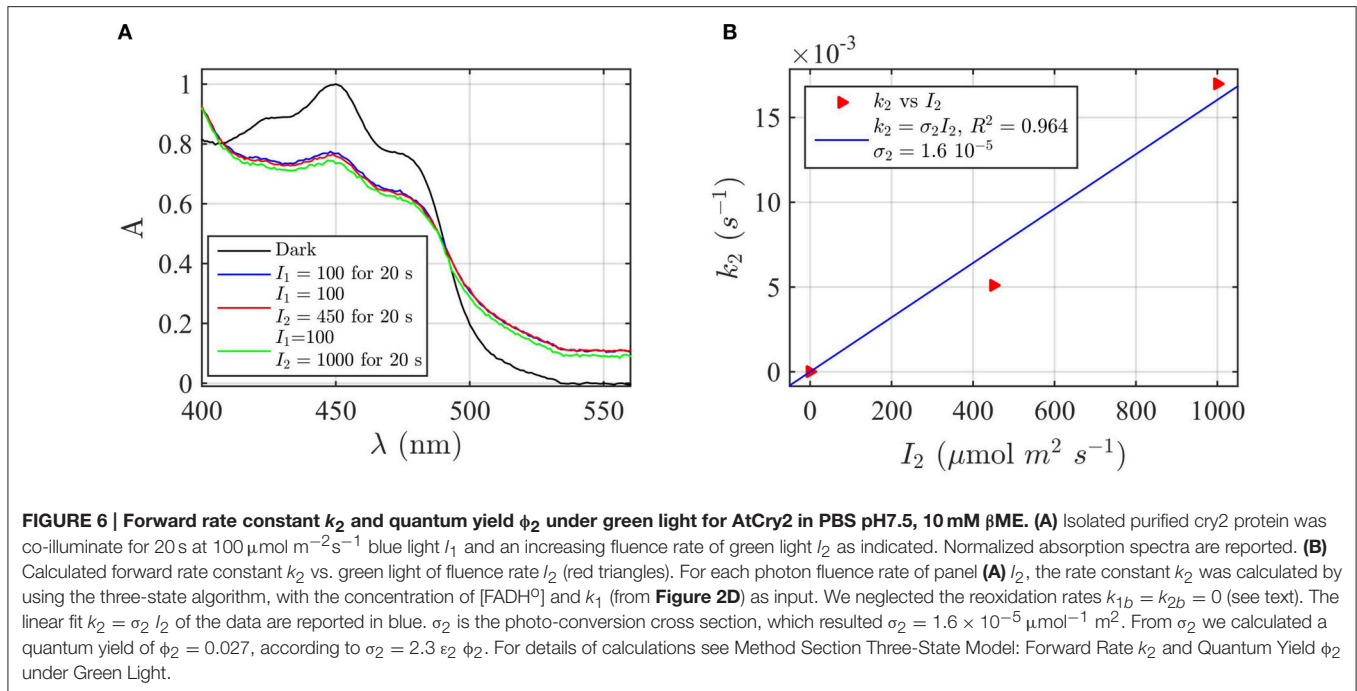 A
1
0.8
0.6
0.4
0.2
0
A
Dark
I₁ = 100 for 20 s
I₁ = 100
I₂ = 450 for 20 s
I₁=100
I₂ = 1000 for 20 s
400
450
500
550
λ (nm)
B
×10⁻³
15
10
5
0
k₂ (s⁻¹)
k₂ vs I₂
k₂ = σ₂I₂, R² = 0.964
σ₂ = 1.6 10⁻⁵
0
200
400
600
800
1000
I₂ (μmol m² s⁻¹)
FIGURE 6 | Forward rate constant k₂ and quantum yield ϕ₂ under green light for AtCry2 in PBS pH7.5, 10 mM βME. (A) Isolated purified cry2 protein was
co-illuminate for 20 s at 100 μmol m⁻²s⁻¹ blue light I₁ and an increasing fluence rate of green light I₂ as indicated. Normalized absorption spectra are reported. (B)
Calculated forward rate constant k₂ vs. green light of fluence rate I₂ (red triangles). For each photon fluence rate of panel (A) I₂, the rate constant k₂ was calculated by
using the three-state algorithm, with the concentration of [FADH°] and k₁ (from Figure 2D) as input. We neglected the reoxidation rates k₁b = k₂b = 0 (see text). The
linear fit k₂ = σ₂ I₂ of the data are reported in blue. σ₂ is the photo-conversion cross section, which resulted σ₂ = 1.6 × 10⁻⁵ μmol⁻¹ m². From σ₂ we calculated a
quantum yield of ϕ₂ = 0.027, according to σ₂ = 2.3 ε₂ ϕ₂. For details of calculations see Method Section Three-State Model: Forward Rate k₂ and Quantum Yield ϕ₂
under Green Light.